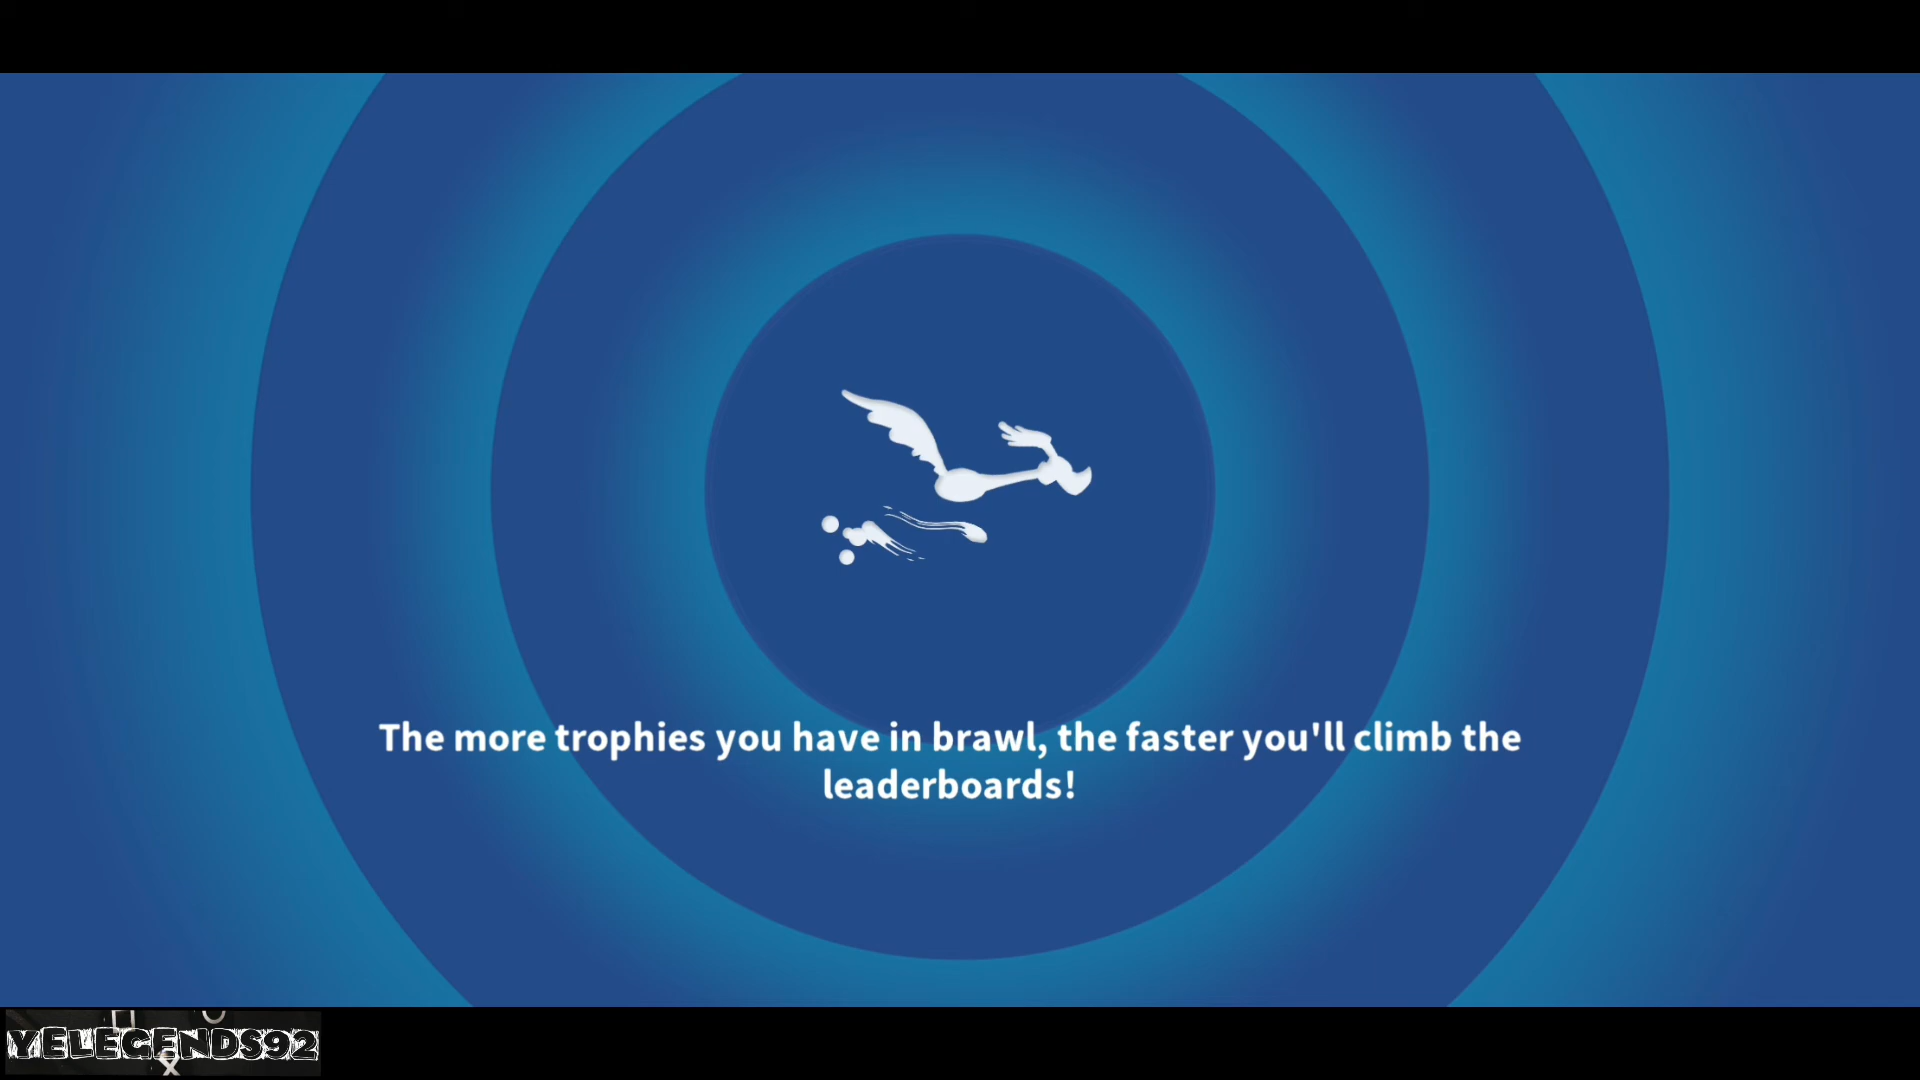 The more trophies you have in brawl, the faster you'll climb the
leaderboards!
YELEGENDS92